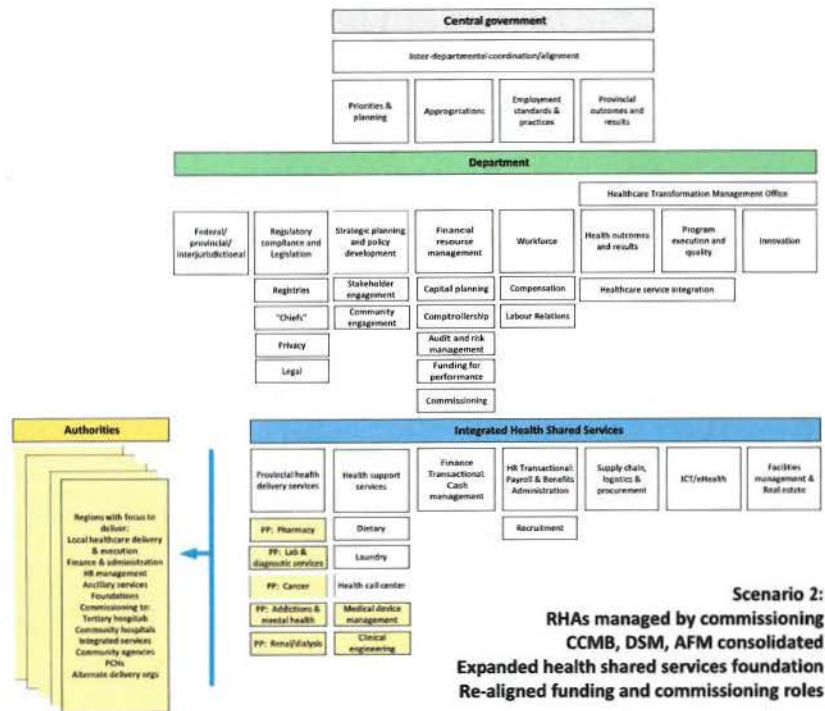 Central government
Inter-departmental coordination/alignment
Priorities &
planning
Appropriations
Employment
standards &
practices
Provincial
outcomes and
results
Department
Healthcare Transformation Management Office
Federal/
provincial/
interjurisdictional
Regulatory
compliance and
Legislation
Strategic planning
and policy
development
Financial
resource
management
Workforce
Health outcomes
and results
Program
execution and
quality
Innovation
Registries
"Chiefs"
Privacy
Legal
Stakeholder
engagement
Community
engagement
Capital planning
Comptrollership
Audit and risk
management
Funding for
performance
Commissioning
Compensation
Labour Relations
Healthcare service integration
Authorities
Regions with focus to
deliver:
Local healthcare delivery
& execution
Finance & administration
HR management
Ancillary services
Foundations
Commissioning to:
Tertiary hospitals
Community hospitals
Integrated services
Community agencies
PCHs
Alternate delivery orgs
Integrated Health Shared Services
Provincial health
delivery services
Health support
services
Finance
Transactional:
Cash
management
HR Transactional:
Payroll & Benefits
Administration
Supply chain,
logistics &
procurement
ICT/eHealth
Facilities
management &
Real estate
PP: Pharmacy
PP: Lab &
diagnostic services
PP: Cancer
PP: Addictions &
mental health
PP: Renal/dialysis
Dietary
Laundry
Health call center
Medical device
management
Clinical
engineering
Recruitment
Scenario 2:
RHAs managed by commissioning
CCMB, DSM, AFM consolidated
Expanded health shared services foundation
Re-aligned funding and commissioning roles